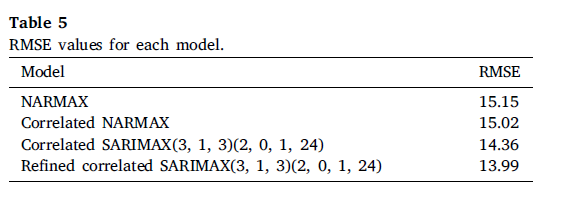 Table 5
RMSE values for each model.
Model RMSE
NARMAX 15.15
Correlated NARMAX 15.02
Correlated SARIMAX(3, 1, 3)(2, 0, 1, 24) 14.36
Refined correlated SARIMAX(3, 1, 3)(2, 0, 1, 24) 13.99